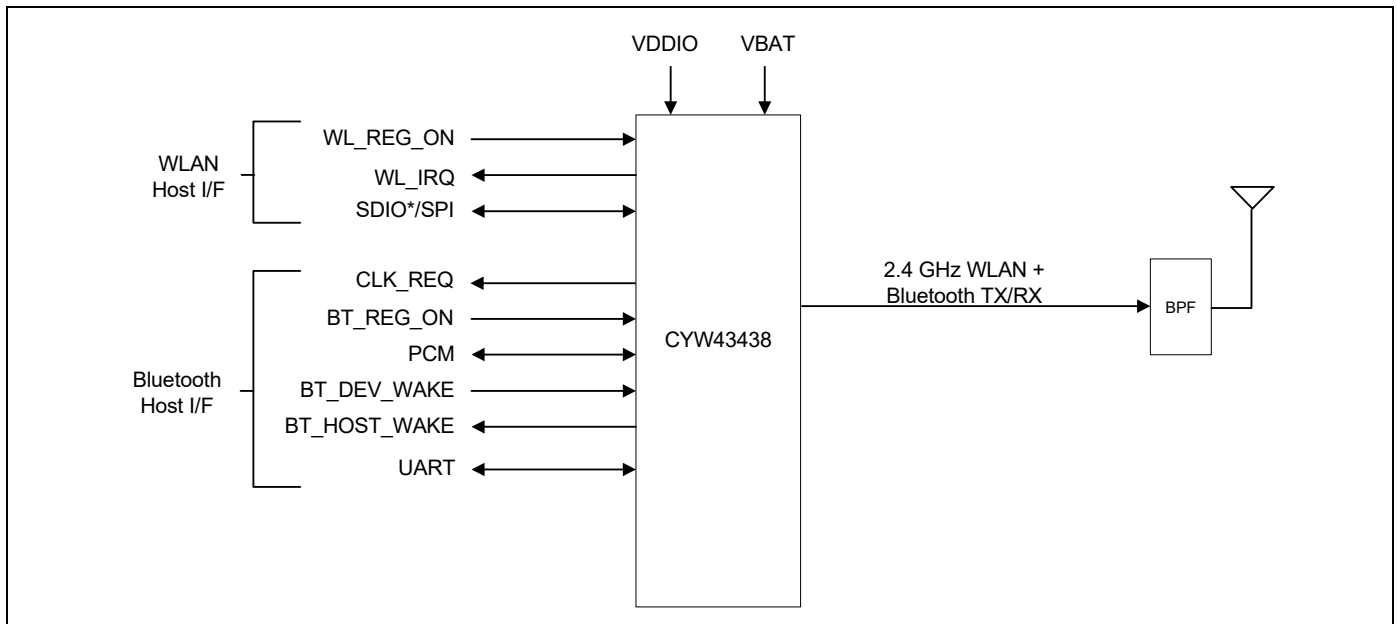 VDDIO VBAT
WLAN
Host I/F
WL_REG_ON
WL_IRQ
SDIO*/SPI
Bluetooth
Host I/F
CLK_REQ
BT_REG_ON
PCM
BT_DEV_WAKE
BT_HOST_WAKE
UART
CYW43438
2.4 GHz WLAN +
Bluetooth TX/RX
BPF